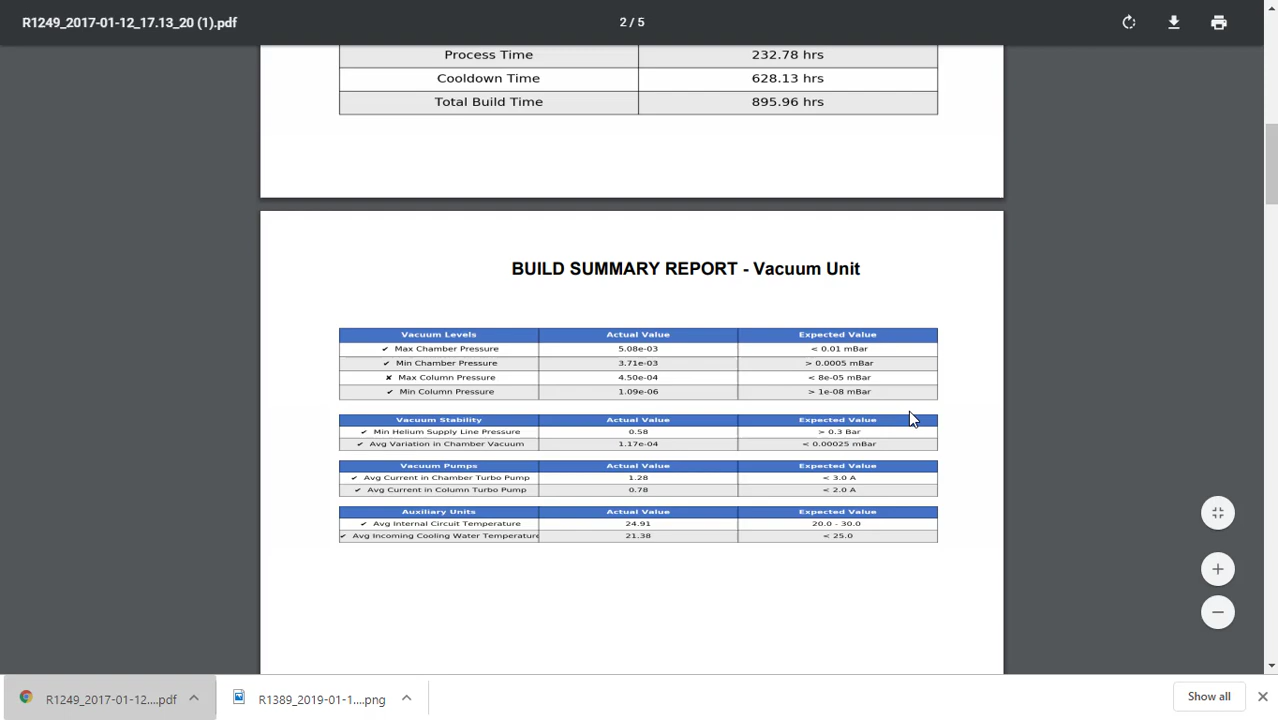 R1249_2017-01-12_17.13_20 (1).pdf 2 / 5
Process Time 232.78 hrs
Cooldown Time 628.13 hrs
Total Build Time 895.96 hrs
BUILD SUMMARY REPORT - Vacuum Unit
Vacuum Levels Actual Value Expected Value
✔ Max Chamber Pressure 5.08e-03 < 0.01 mBar
✔ Min Chamber Pressure 3.71e-03 > 0.0005 mBar
✘ Max Column Pressure 4.50e-04 < 8e-05 mBar
✔ Min Column Pressure 1.09e-06 > 1e-08 mBar
Vacuum Stability Actual Value Expected Value
✔ Min Helium Supply Line Pressure 0.58 > 0.3 Bar
✔ Avg Variation in Chamber Vacuum 1.17e-04 < 0.00025 mBar
Vacuum Pumps Actual Value Expected Value
✔ Avg Current in Chamber Turbo Pump 1.28 < 3.0 A
✔ Avg Current in Column Turbo Pump 0.78 < 2.0 A
Auxiliary Units Actual Value Expected Value
✔ Avg Internal Circuit Temperature 24.91 20.0 - 30.0
✔ Avg Incoming Cooling Water Temperature 21.38 < 25.0
R1249_2017-01-12....pdf R1389_2019-01-1....png Show all